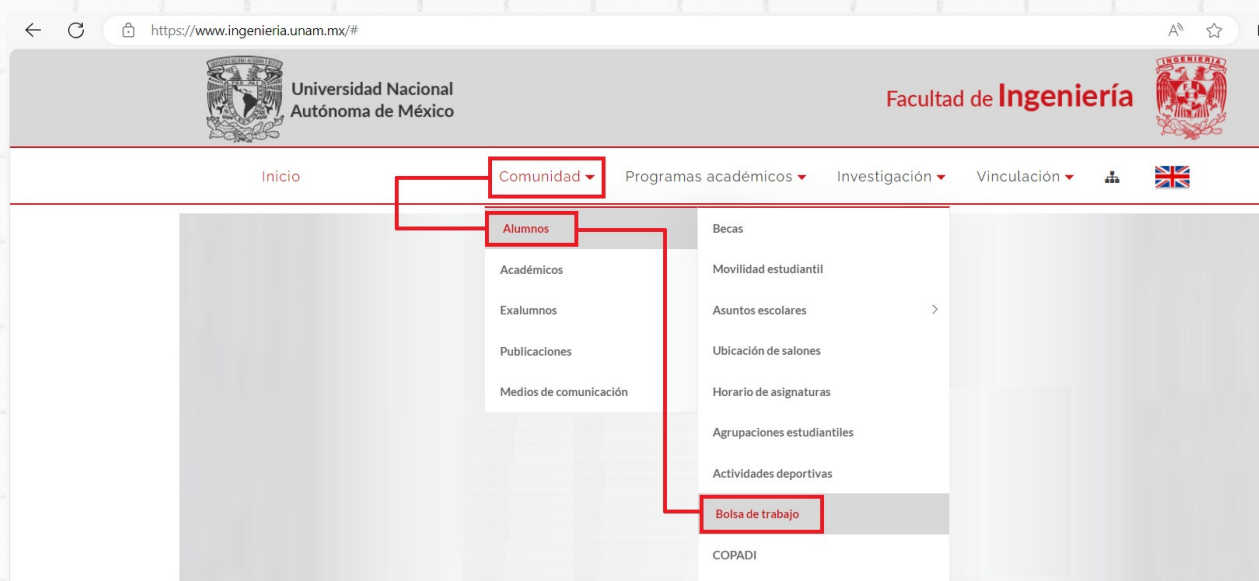 https://www.ingenieria.unam.mx/#
Universidad Nacional
Autónoma de México
Facultad de Ingeniería
INGENIERIA
Inicio
Comunidad
Programas académicos
Investigación
Vinculación
Alumnos
Académicos
Exalumnos
Publicaciones
Medios de comunicación
Becas
Movilidad estudiantil
Asuntos escolares
Ubicación de salones
Horario de asignaturas
Agrupaciones estudiantiles
Actividades deportivas
Bolsa de trabajo
COPADI